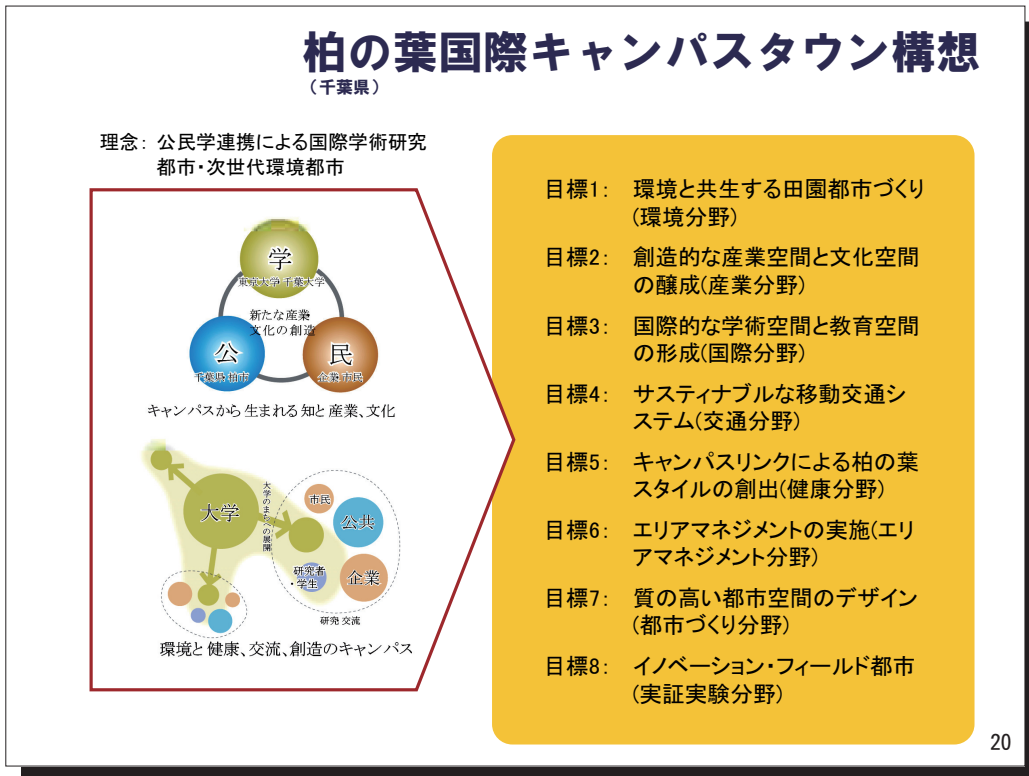 柏の葉国際キャンパスタウン構想
(千葉県)
理念: 公民学連携による国際学術研究
都市・次世代環境都市
学
東京大学 千葉大学
新たな産業
文化の創造
公
千葉県 柏市
民
企業 市民
キャンパスから生まれる知と産業、文化
大学
大学のまちへの展開
市民
公共
研究者
・学生
企業
研究 交流
環境と健康、交流、創造のキャンパス
目標1: 環境と共生する田園都市づくり
(環境分野)
目標2: 創造的な産業空間と文化空間
の醸成(産業分野)
目標3: 国際的な学術空間と教育空間
の形成(国際分野)
目標4: サスティナブルな移動交通シ
ステム(交通分野)
目標5: キャンパスリンクによる柏の葉
スタイルの創出(健康分野)
目標6: エリアマネジメントの実施(エリ
アマネジメント分野)
目標7: 質の高い都市空間のデザイン
(都市づくり分野)
目標8: イノベーション・フィールド都市
(実証実験分野)
20